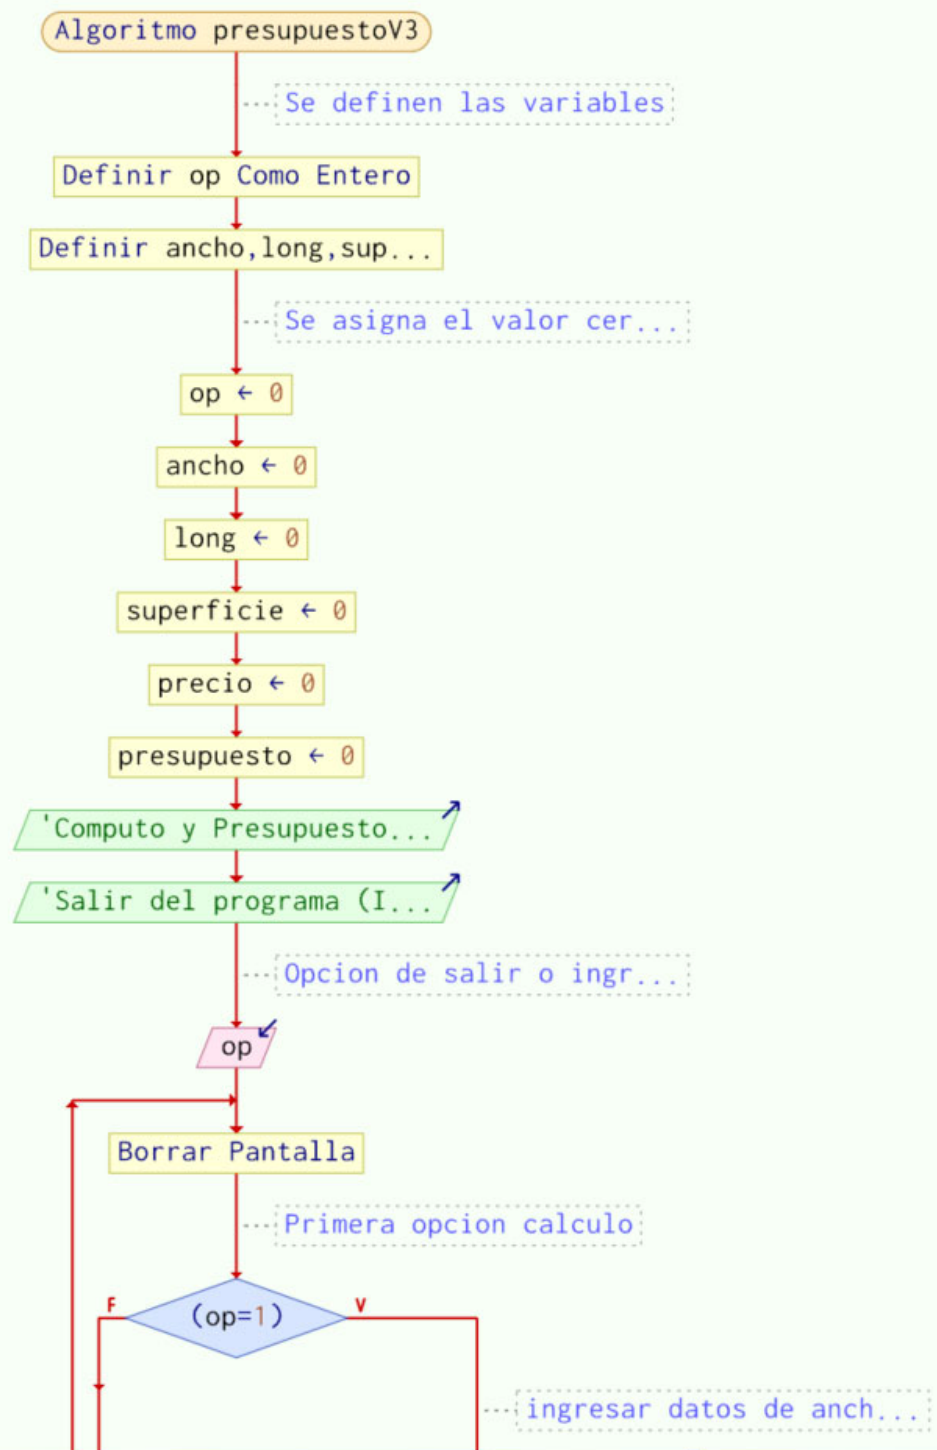 Algoritmo presupuestoV3
Se definen las variables
Definir op Como Entero
Definir ancho,long,sup...
Se asigna el valor cer...
op ← 0
ancho ← 0
long ← 0
superficie ← 0
precio ← 0
presupuesto ← 0
'Computo y Presupuesto...
'Salir del programa (I...
Opcion de salir o ingr...
op
Borrar Pantalla
Primera opcion calculo
F
(op=1)
V
ingresar datos de anch...